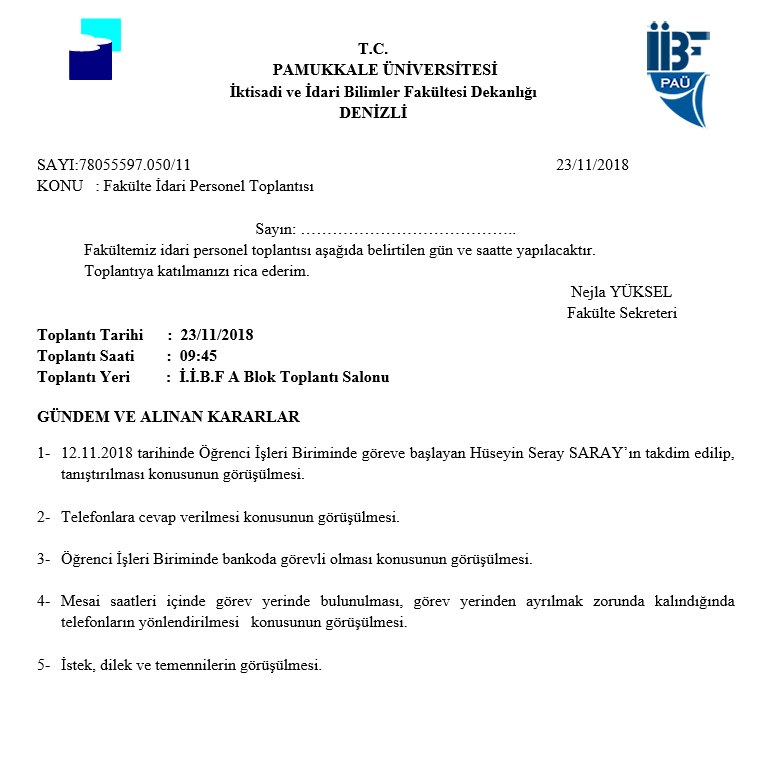 İİBF
PAÜ
T.C.
PAMUKKALE ÜNİVERSİTESİ
İktisadi ve İdari Bilimler Fakültesi Dekanlığı
DENİZLİ
SAYI:78055597.050/11 23/11/2018
KONU : Fakülte İdari Personel Toplantısı
Sayın: …………………………………..
Fakültemiz idari personel toplantısı aşağıda belirtilen gün ve saatte yapılacaktır.
Toplantıya katılmanızı rica ederim.
Nejla YÜKSEL
Fakülte Sekreteri
Toplantı Tarihi : 23/11/2018
Toplantı Saati : 09:45
Toplantı Yeri : İ.İ.B.F A Blok Toplantı Salonu
GÜNDEM VE ALINAN KARARLAR
1- 12.11.2018 tarihinde Öğrenci İşleri Biriminde göreve başlayan Hüseyin Seray SARAY’ın takdim edilip,
tanıştırılması konusunun görüşülmesi.
2- Telefonlara cevap verilmesi konusunun görüşülmesi.
3- Öğrenci İşleri Biriminde bankoda görevli olması konusunun görüşülmesi.
4- Mesai saatleri içinde görev yerinde bulunulması, görev yerinden ayrılmak zorunda kalındığında
telefonların yönlendirilmesi konusunun görüşülmesi.
5- İstek, dilek ve temennilerin görüşülmesi.